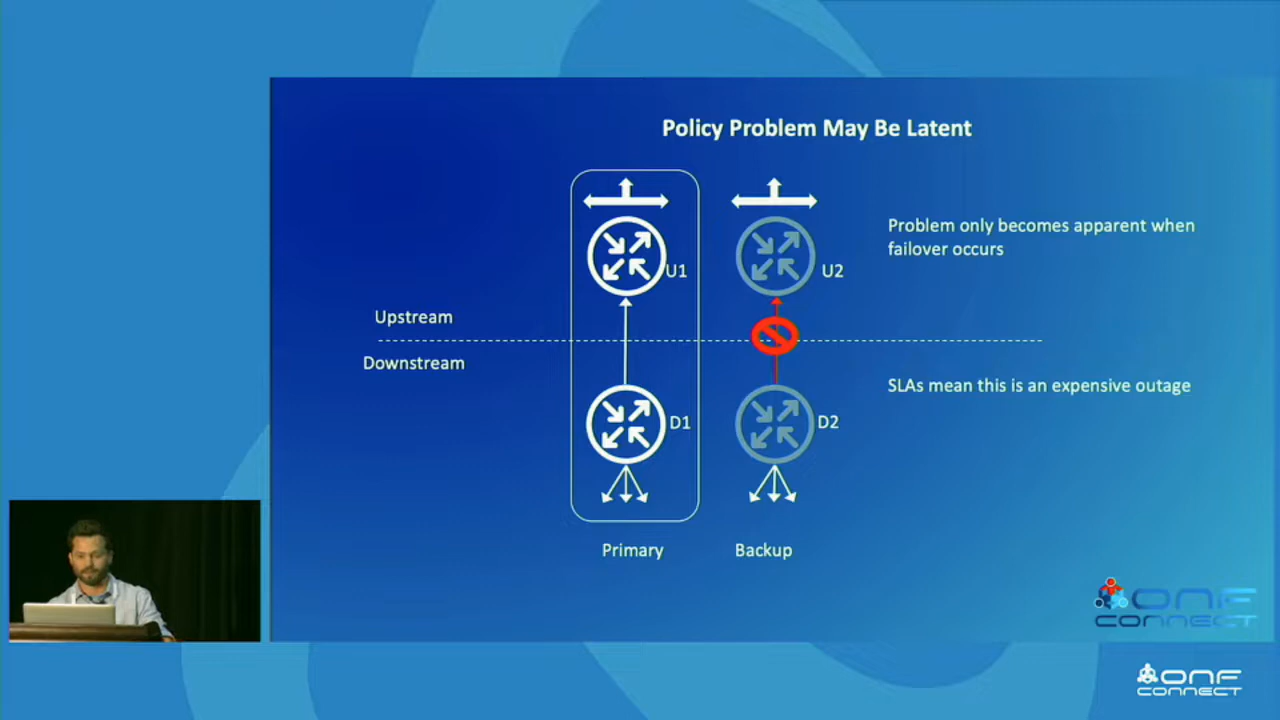 Policy Problem May Be Latent
U1
U2
Problem only becomes apparent when
failover occurs
Upstream
Downstream
SLAs mean this is an expensive outage
D1
D2
Primary
Backup
ONF
CONNECT
ONF
CONNECT